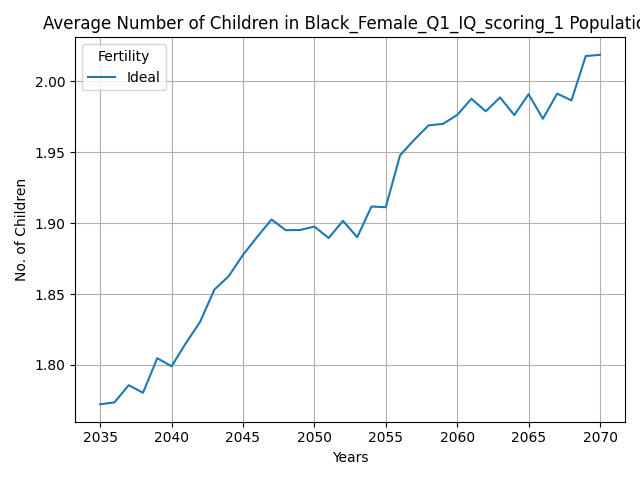 Average Number of Children in Black_Female_Q1_IQ_scoring_1 Populatio
Fertility
Ideal
No. of Children
2.00
1.95
1.90
1.85
1.80
2035 2040 2045 2050 2055 2060 2065 2070
Years